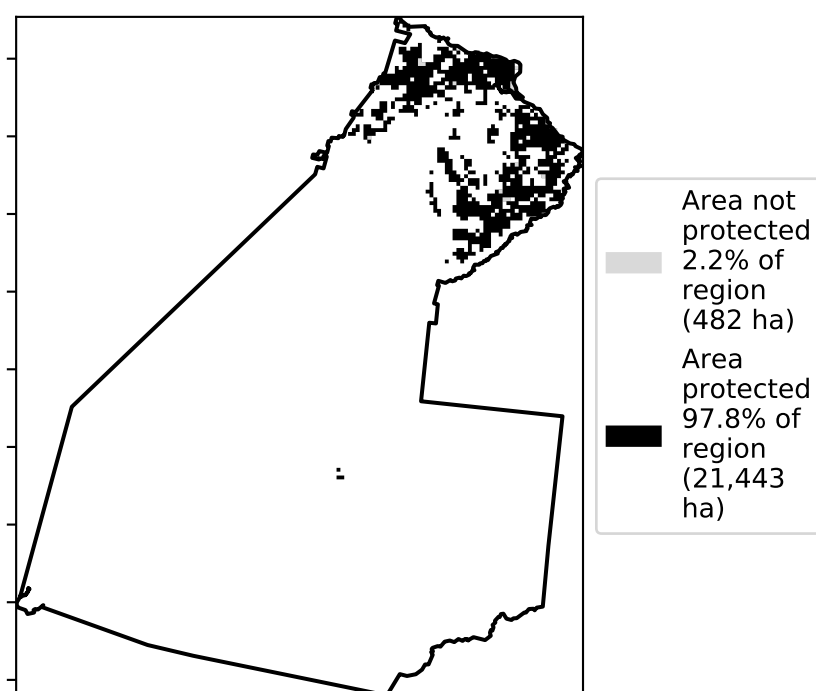 Area not
protected
2.2% of
region
(482 ha)
Area
protected
97.8% of
region
(21,443
ha)